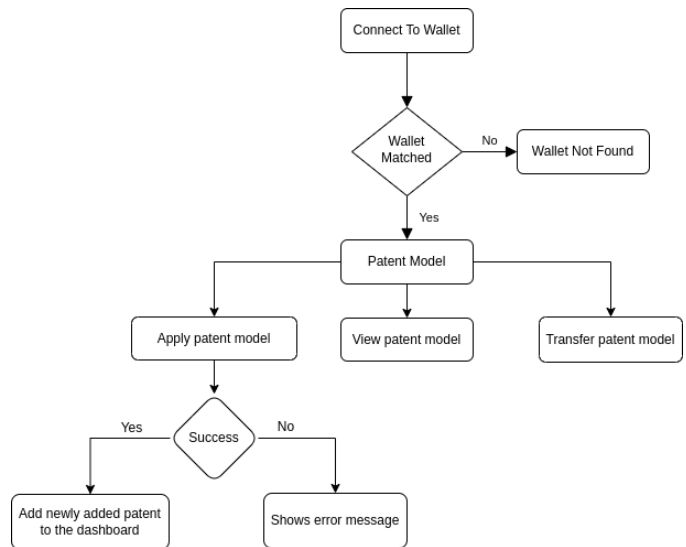 Connect To Wallet
Wallet
Matched
No
Wallet Not Found
Yes
Patent Model
Apply patent model
View patent model
Transfer patent model
Yes
Success
No
Add newly added patent
to the dashboard
Shows error message